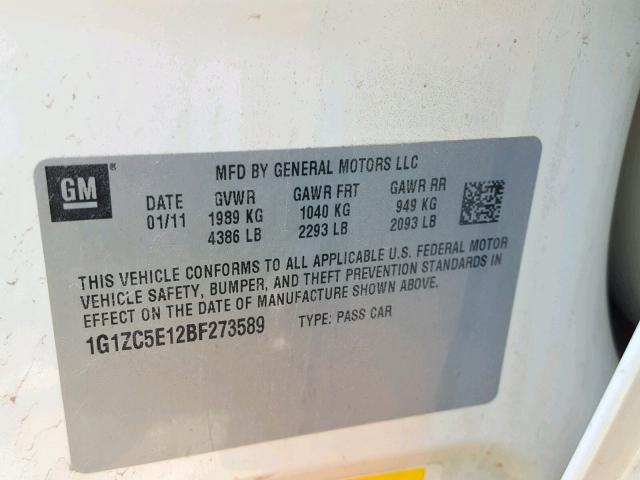 GM®
MFD BY GENERAL MOTORS LLC
DATE GVWR GAWR FRT GAWR RR
01/11 1989 KG 1040 KG 949 KG
4386 LB 2293 LB 2093 LB
THIS VEHICLE CONFORMS TO ALL APPLICABLE U.S. FEDERAL MOTOR
VEHICLE SAFETY, BUMPER, AND THEFT PREVENTION STANDARDS IN
EFFECT ON THE DATE OF MANUFACTURE SHOWN ABOVE.
1G1ZC5E12BF273589 TYPE: PASS CAR